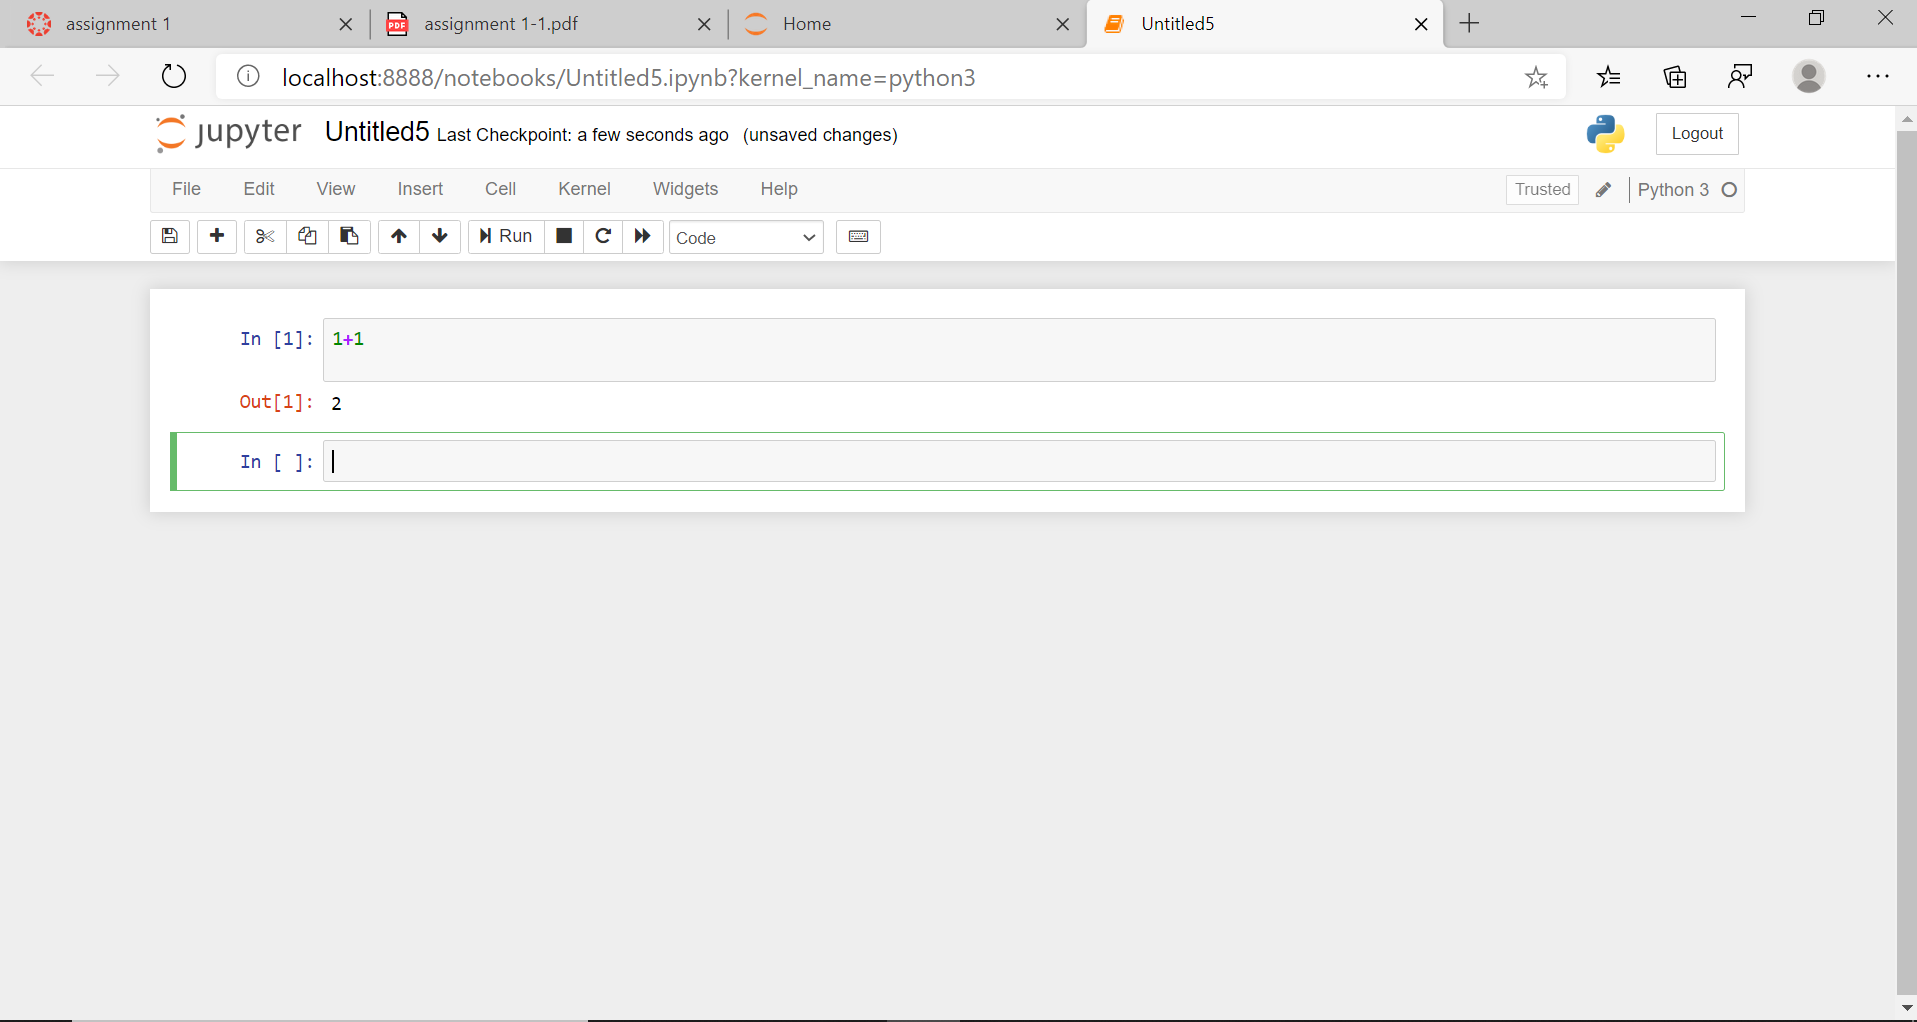 assignment 1
assignment 1-1.pdf
Home
Untitled5
localhost:8888/notebooks/Untitled5.ipynb?kernel_name=python3
jupyter Untitled5 Last Checkpoint: a few seconds ago (unsaved changes)
Logout
File Edit View Insert Cell Kernel Widgets Help
Trusted Python 3
Run Code
In [1]: 1+1
Out[1]: 2
In [ ]: